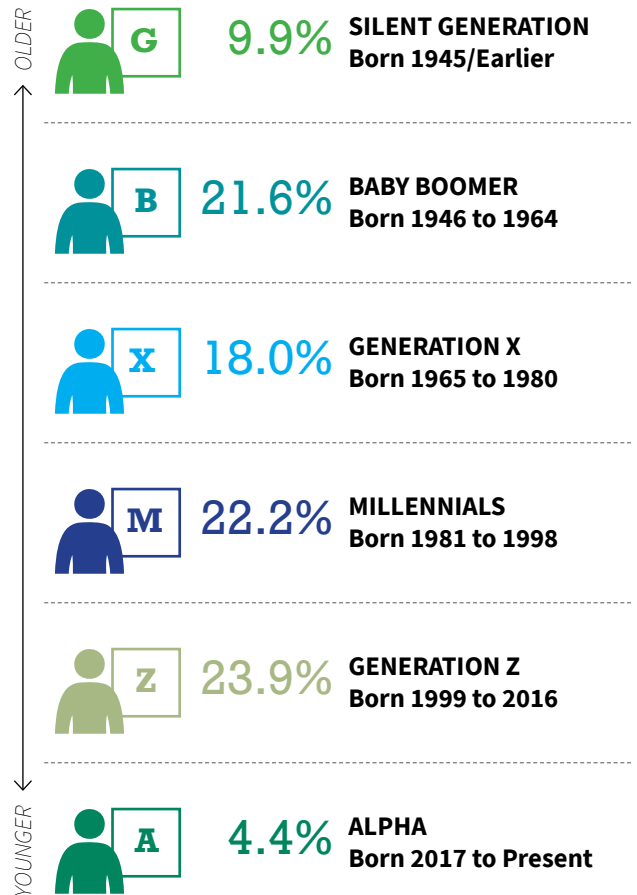 OLDER
G
9.9%
SILENT GENERATION
Born 1945/Earlier
B
21.6%
BABY BOOMER
Born 1946 to 1964
X
18.0%
GENERATION X
Born 1965 to 1980
M
22.2%
MILLENNIALS
Born 1981 to 1998
Z
23.9%
GENERATION Z
Born 1999 to 2016
YOUNGER
A
4.4%
ALPHA
Born 2017 to Present